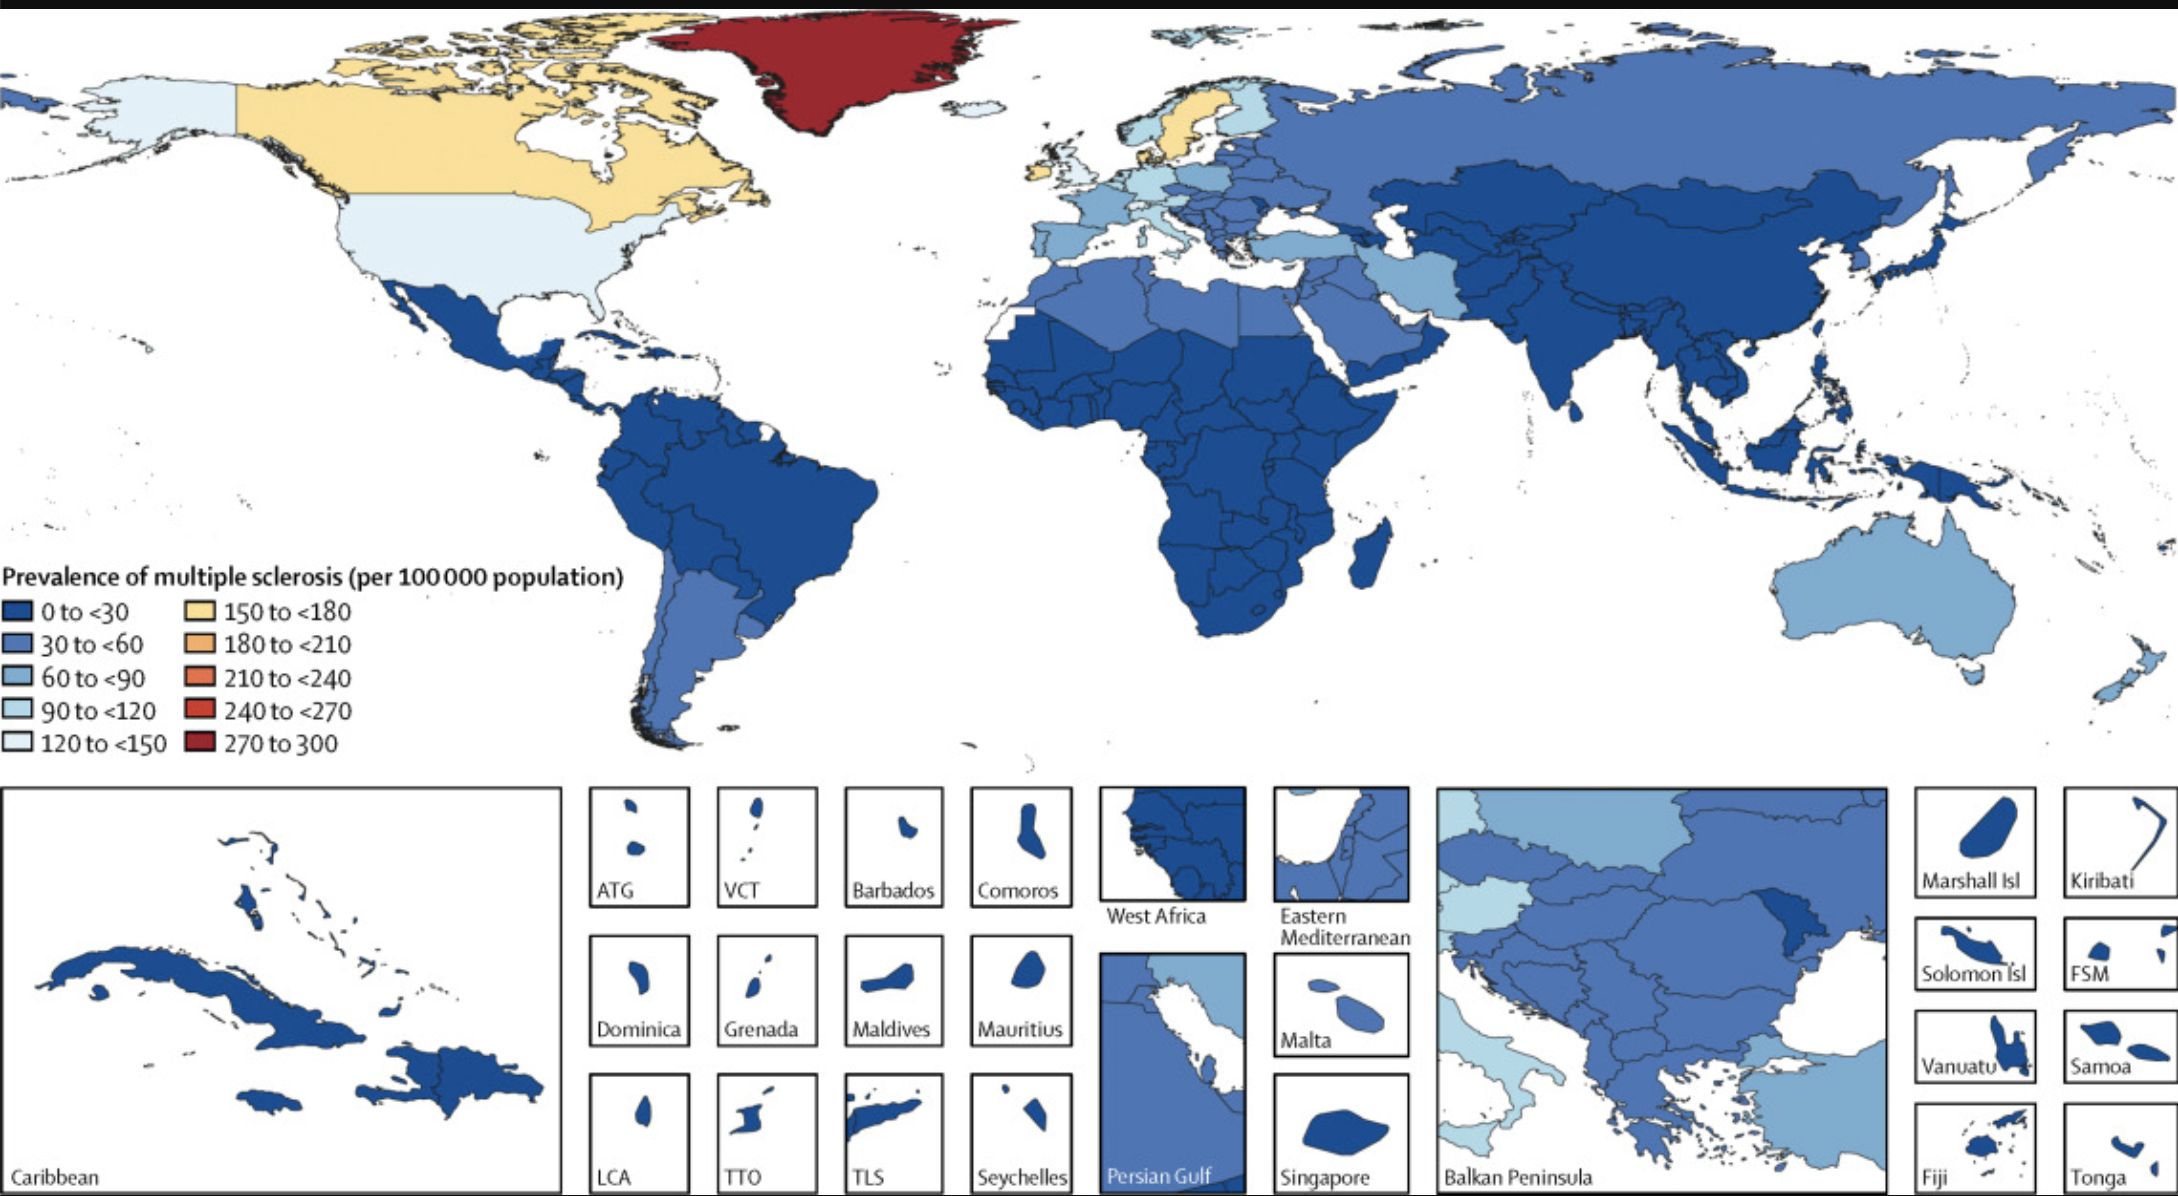 Prevalence of multiple sclerosis (per 100 000 population)
0 to <30
30 to <60
60 to <90
90 to <120
120 to <150
150 to <180
180 to <210
210 to <240
240 to <270
270 to 300
Caribbean
ATG
VCT
Barbados
Comoros
Dominica
Grenada
Maldives
Mauritius
LCA
TTO
TLS
Seychelles
West Africa
Eastern
Mediterranean
Persian Gulf
Malta
Singapore
Balkan Peninsula
Marshall Isl
Kiribati
Solomon Isl
FSM
Vanuatu
Samoa
Fiji
Tonga